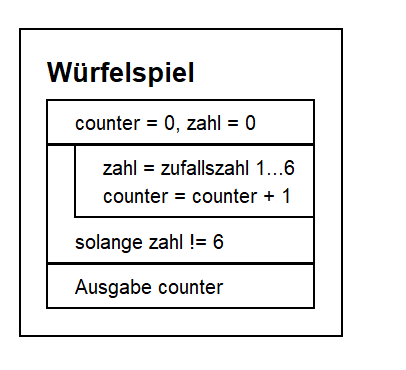 Würfelspiel
counter = 0, zahl = 0
zahl = zufallszahl 1...6
counter = counter + 1
solange zahl != 6
Ausgabe counter